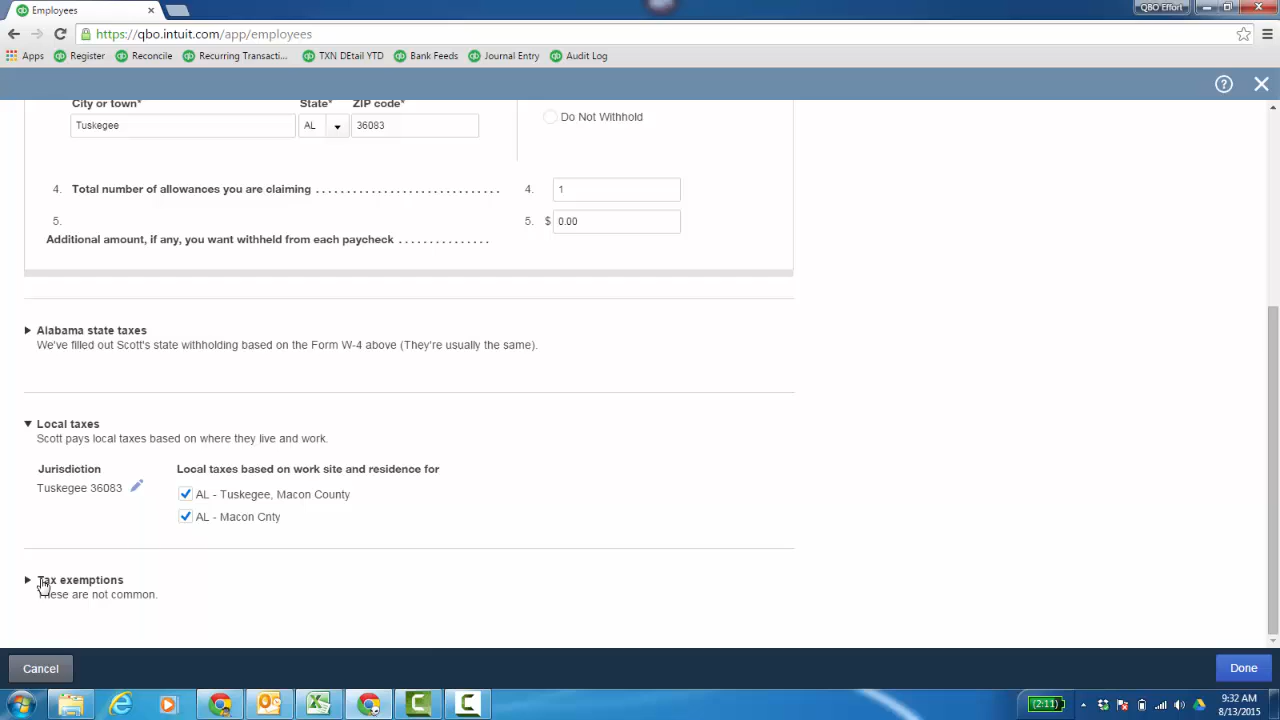 Employees
QBO Effort
https://qbo.intuit.com/app/employees
Apps Register Reconcile Recurring Transacti... TXN DEtail YTD Bank Feeds Journal Entry Audit Log
City or town* State* ZIP code*
Tuskegee AL 36083
Do Not Withhold
4. Total number of allowances you are claiming . . . . . . . . . . . . . . . . . . . . . . . . . . . . . . 4. 1
5. 5. $ 0.00
Additional amount, if any, you want withheld from each paycheck . . . . . . . . . . . . . . .
Alabama state taxes
We've filled out Scott's state withholding based on the Form W-4 above (They're usually the same).
Local taxes
Scott pays local taxes based on where they live and work.
Jurisdiction Local taxes based on work site and residence for
Tuskegee 36083
AL - Tuskegee, Macon County
AL - Macon Cnty
Tax exemptions
These are not common.
Cancel Done
(2:11) 9:32 AM
8/13/2015